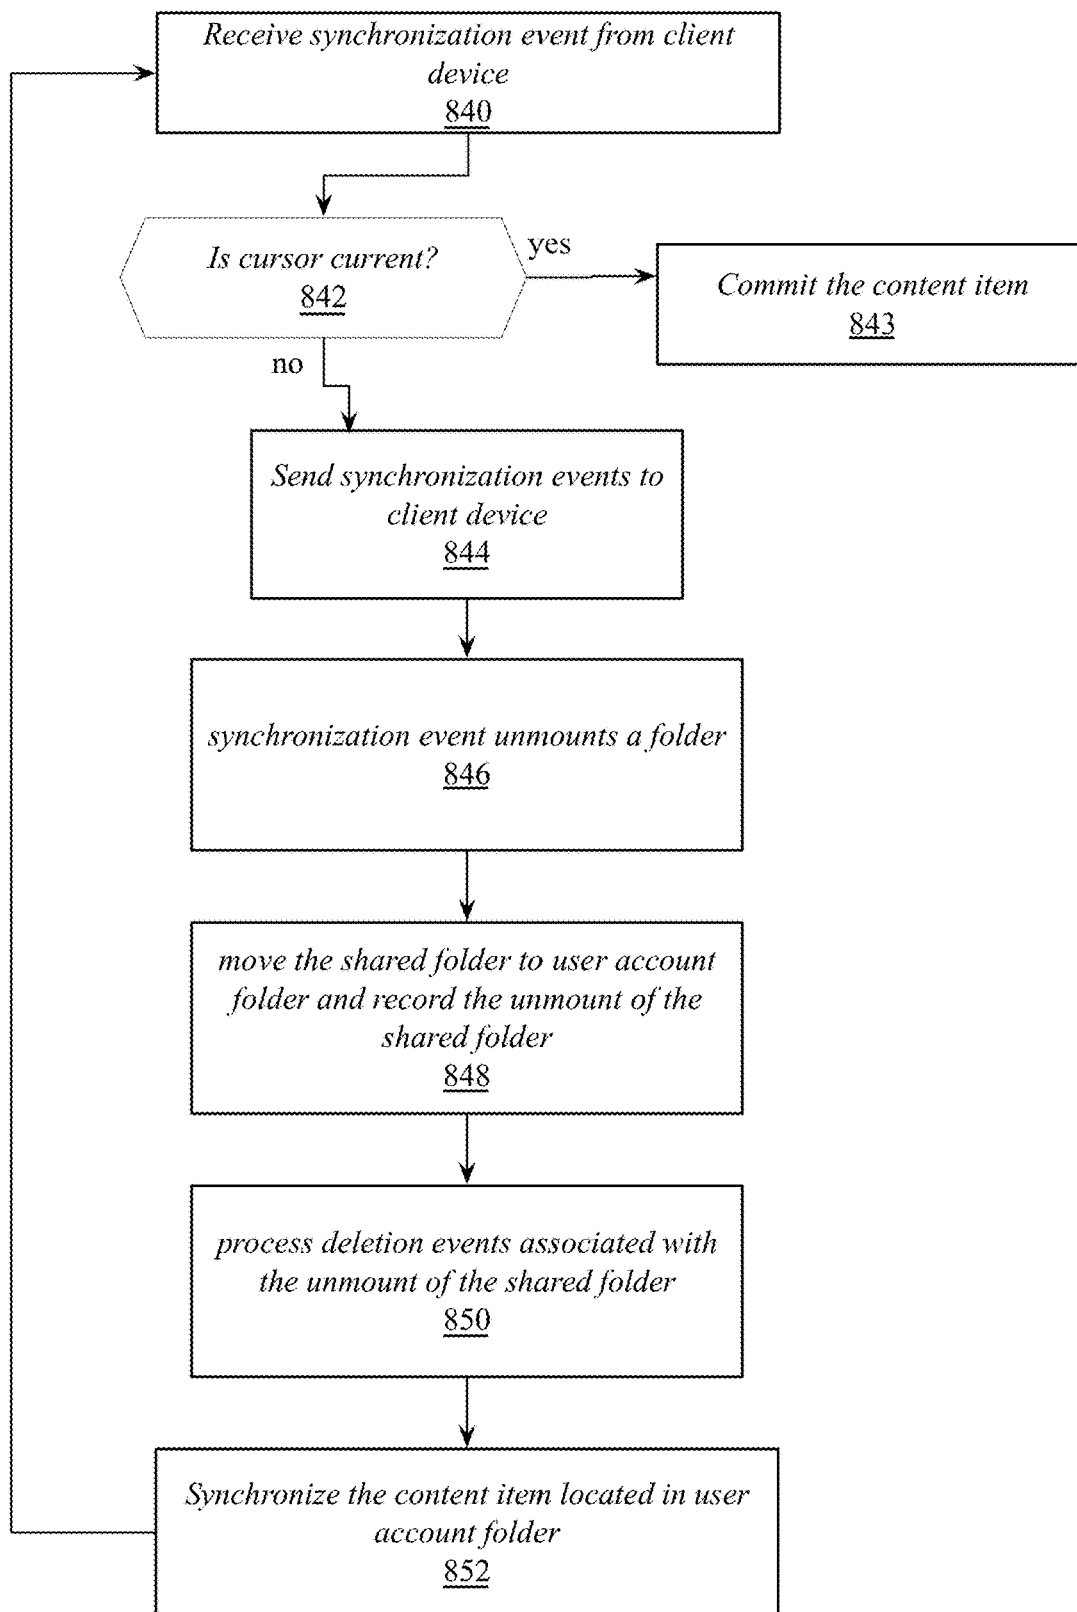 Receive synchronization event from client
device
840
Is cursor current?
842
yes
Commit the content item
843
no
Send synchronization events to
client device
844
synchronization event unmounts a folder
846
move the shared folder to user account
folder and record the unmount of the
shared folder
848
process deletion events associated with
the unmount of the shared folder
850
Synchronize the content item located in user
account folder
852